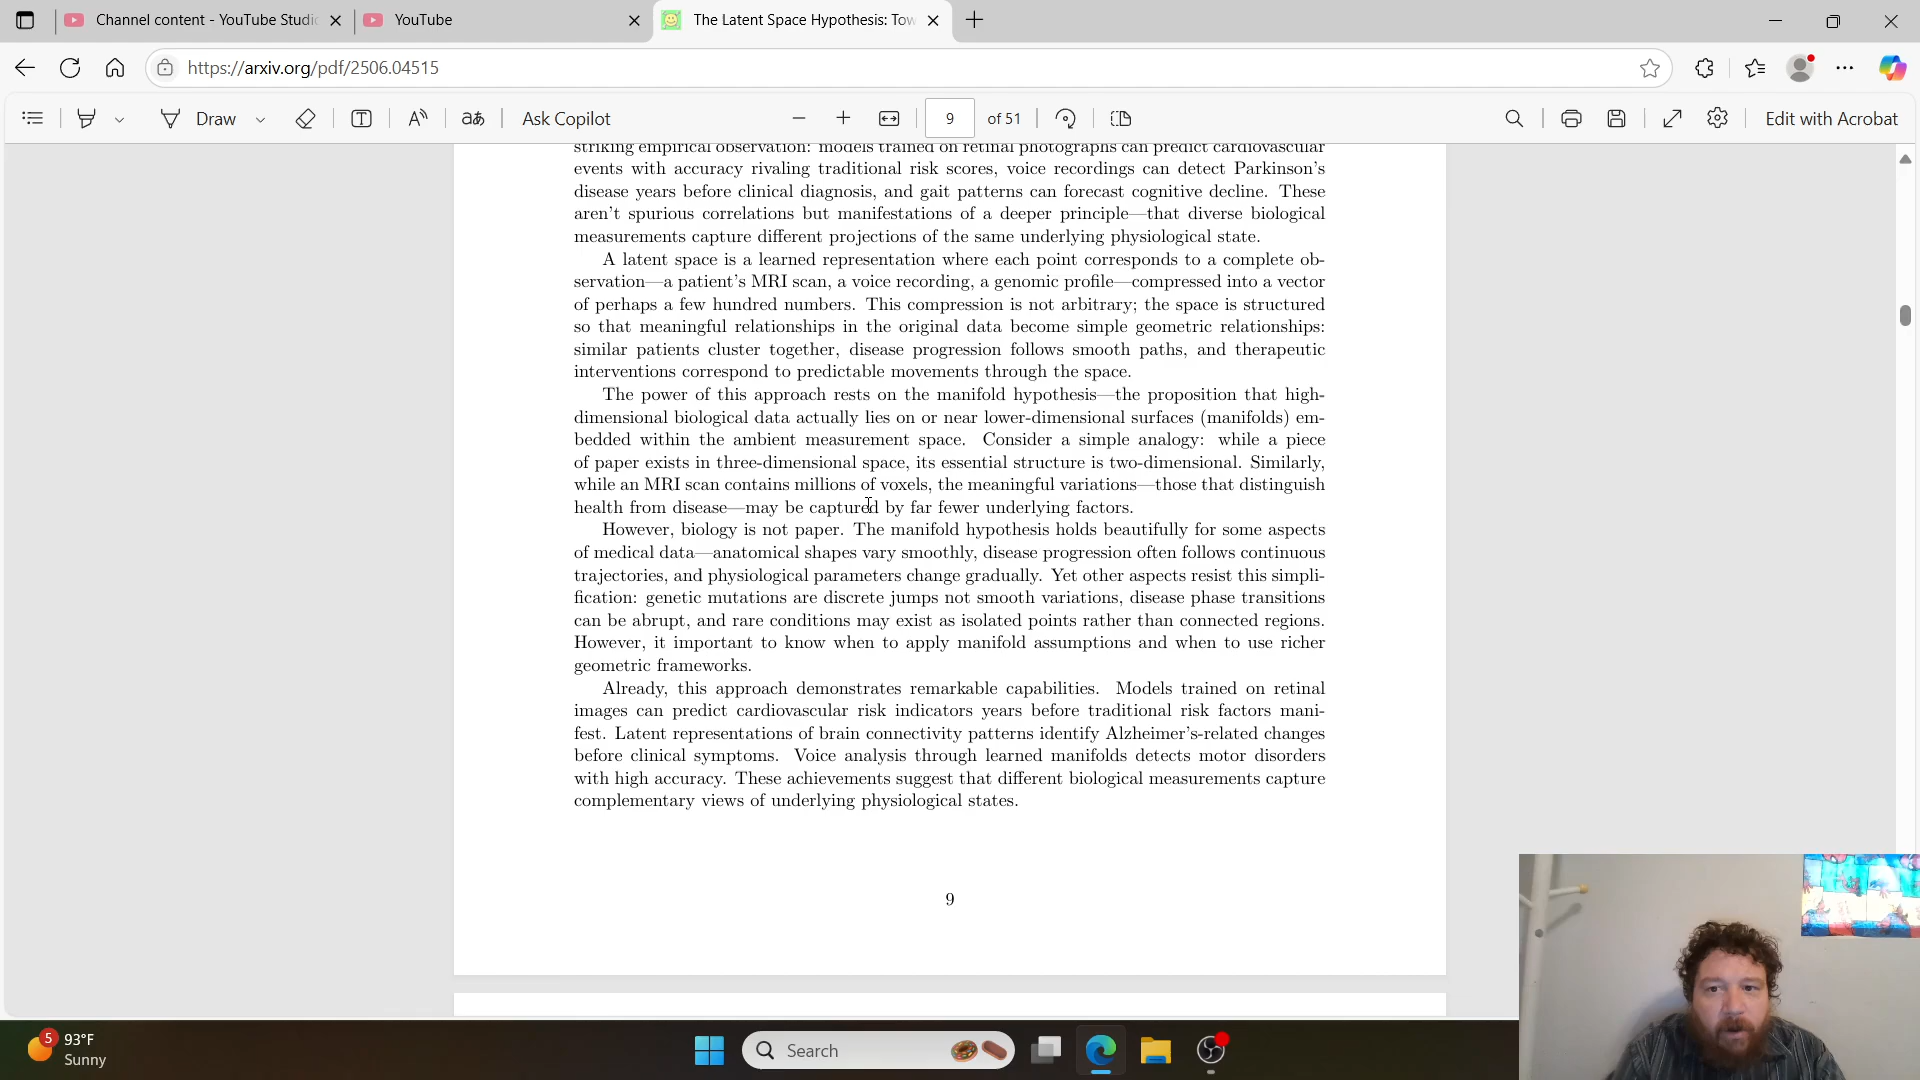 Channel content - YouTube Studi
YouTube
The Latent Space Hypothesis: Tow
https://arxiv.org/pdf/2506.04515
Draw
Ask Copilot
9
of 51
Edit with Acrobat
striking empirical observation: models trained on retinal photographs can predict cardiovascular
events with accuracy rivaling traditional risk scores, voice recordings can detect Parkinson's
disease years before clinical diagnosis, and gait patterns can forecast cognitive decline. These
aren't spurious correlations but manifestations of a deeper principle—that diverse biological
measurements capture different projections of the same underlying physiological state.
A latent space is a learned representation where each point corresponds to a complete ob-
servation—a patient's MRI scan, a voice recording, a genomic profile—compressed into a vector
of perhaps a few hundred numbers. This compression is not arbitrary; the space is structured
so that meaningful relationships in the original data become simple geometric relationships:
similar patients cluster together, disease progression follows smooth paths, and therapeutic
interventions correspond to predictable movements through the space.
The power of this approach rests on the manifold hypothesis—the proposition that high-
dimensional biological data actually lies on or near lower-dimensional surfaces (manifolds) em-
bedded within the ambient measurement space. Consider a simple analogy: while a piece
of paper exists in three-dimensional space, its essential structure is two-dimensional. Similarly,
while an MRI scan contains millions of voxels, the meaningful variations—those that distinguish
health from disease—may be captured by far fewer underlying factors.
However, biology is not paper. The manifold hypothesis holds beautifully for some aspects
of medical data—anatomical shapes vary smoothly, disease progression often follows continuous
trajectories, and physiological parameters change gradually. Yet other aspects resist this simpli-
fication: genetic mutations are discrete jumps not smooth variations, disease phase transitions
can be abrupt, and rare conditions may exist as isolated points rather than connected regions.
However, it important to know when to apply manifold assumptions and when to use richer
geometric frameworks.
Already, this approach demonstrates remarkable capabilities. Models trained on retinal
images can predict cardiovascular risk indicators years before traditional risk factors mani-
fest. Latent representations of brain connectivity patterns identify Alzheimer's-related changes
before clinical symptoms. Voice analysis through learned manifolds detects motor disorders
with high accuracy. These achievements suggest that different biological measurements capture
complementary views of underlying physiological states.
9
5
93°F
Sunny
Search